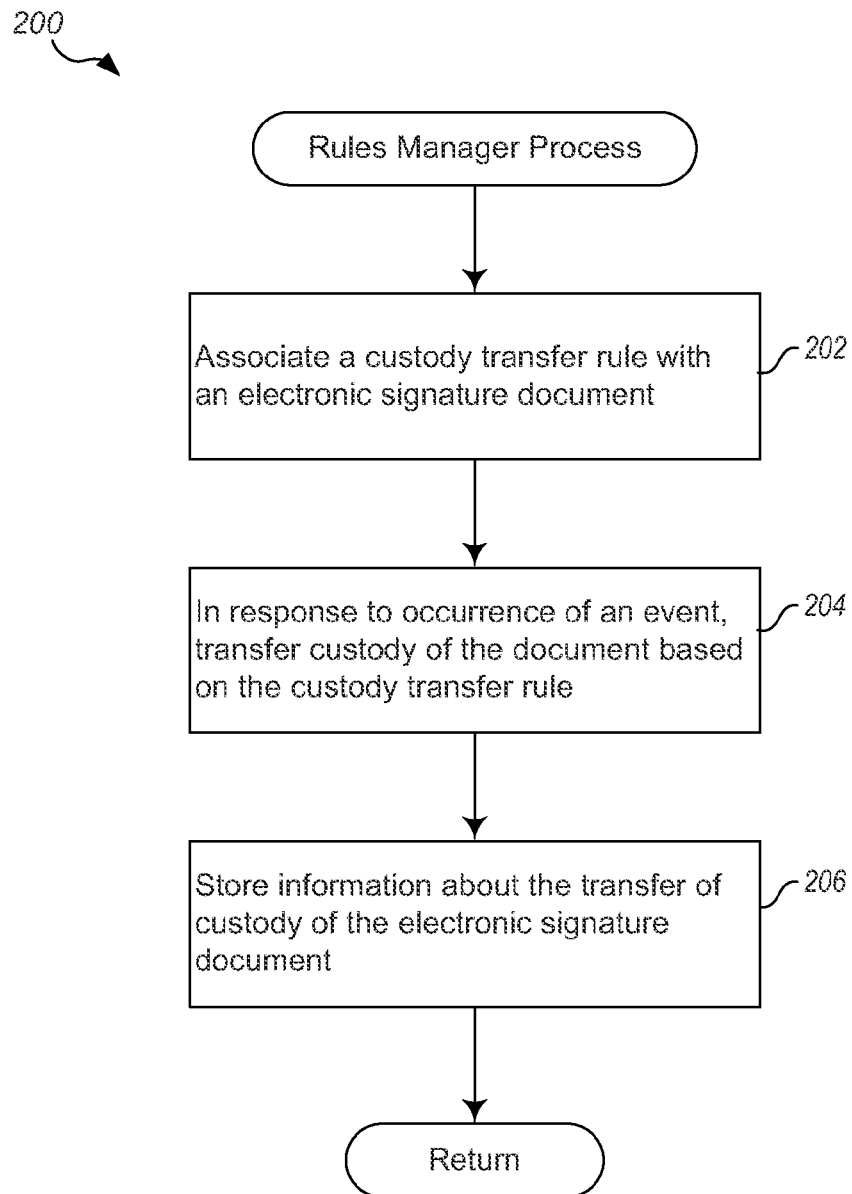 200
Rules Manager Process
Associate a custody transfer rule with
an electronic signature document
202
In response to occurrence of an event,
transfer custody of the document based
on the custody transfer rule
204
Store information about the transfer of
custody of the electronic signature
document
206
Return